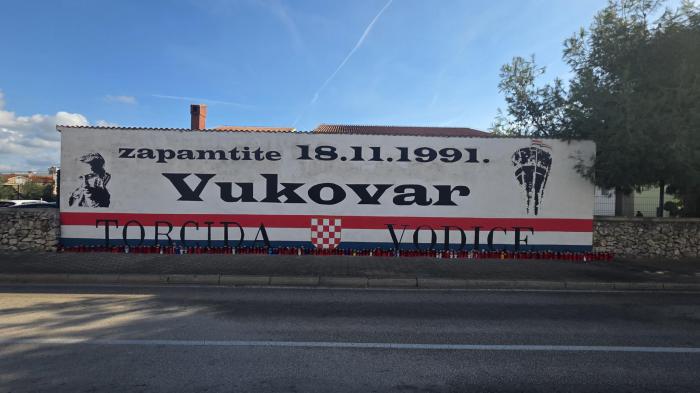 zapamtite 18.11.1991.
Vukovar
TORCIDA VODICE